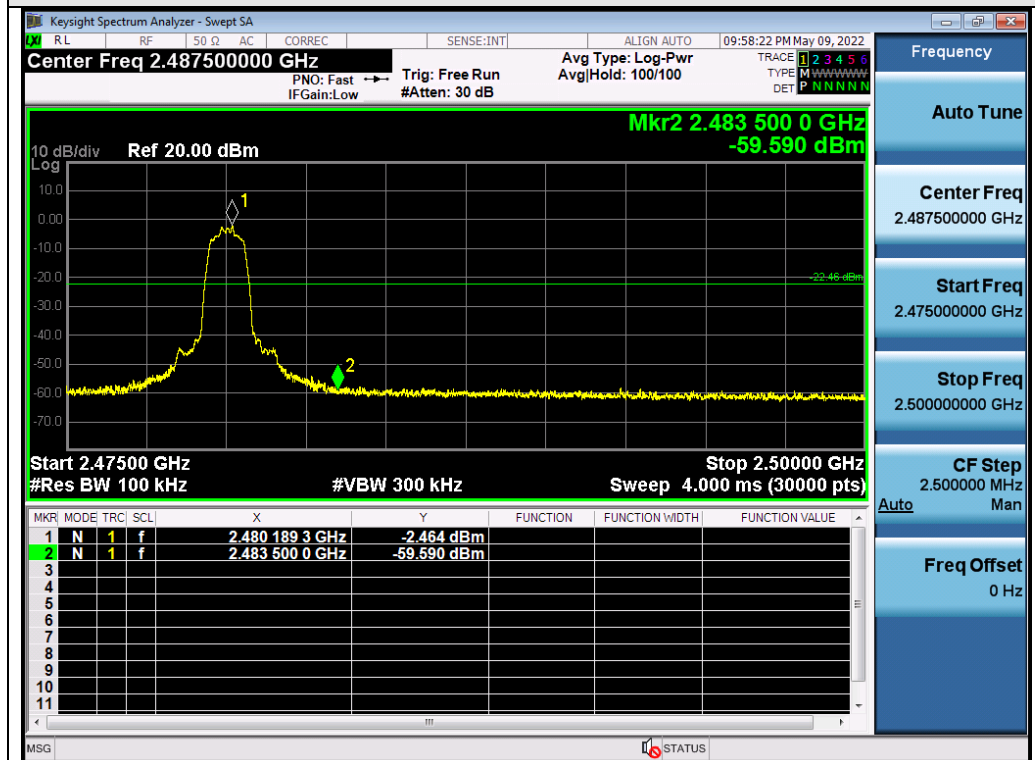 Keysight Spectrum Analyzer - Swept SA
LXI RL RF 50 Ω AC CORREC SENSE:INT ALIGN AUTO 09:58:22 PM May 09, 2022
Center Freq 2.487500000 GHz
PNO: Fast
IFGain:Low
Trig: Free Run
#Atten: 30 dB
Avg Type: Log-Pwr
Avg|Hold: 100/100
TRACE 1 2 3 4 5 6
TYPE M WWWWW
DET P N N N N N
Mkr2 2.483 500 0 GHz
-59.590 dBm
10 dB/div Ref 20.00 dBm
Log
10.0
0.00
-10.0
-20.0
-30.0
-40.0
-50.0
-60.0
-70.0
1
2
-22.46 dBm
Start 2.47500 GHz Stop 2.50000 GHz
#Res BW 100 kHz #VBW 300 kHz Sweep 4.000 ms (30000 pts)
MKR MODE TRC SCL X Y FUNCTION FUNCTION WIDTH FUNCTION VALUE
1 N 1 f 2.480 189 3 GHz -2.464 dBm
2 N 1 f 2.483 500 0 GHz -59.590 dBm
3
4
5
6
7
8
9
10
11
MSG STATUS
Frequency
Auto Tune
Center Freq
2.487500000 GHz
Start Freq
2.475000000 GHz
Stop Freq
2.500000000 GHz
CF Step
2.500000 MHz
Auto Man
Freq Offset
0 Hz